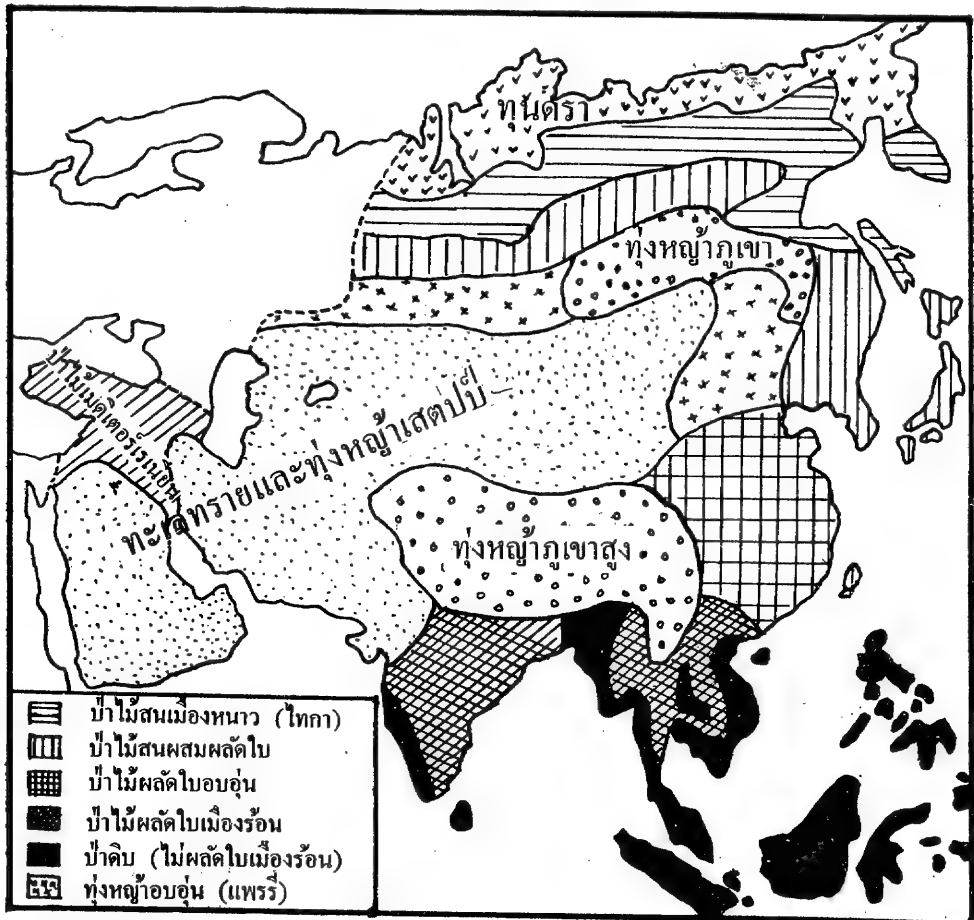 ทุนดรา
ทุ่งหญ้าภูเขา
ป่าไม้เมดิเตอร์เรเนียน
ทะเลทรายและทุ่งหญ้าเสตปป์
ทุ่งหญ้าภูเขาสูง
ป่าไม้สนเมืองหนาว (ไทกา)
ป่าไม้สนผสมผลัดใบ
ป่าไม้ผลัดใบอบอุ่น
ป่าไม้ผลัดใบเมืองร้อน
ป่าดิบ (ไม่ผลัดใบเมืองร้อน)
ทุ่งหญ้าอบอุ่น (แพรรี่)